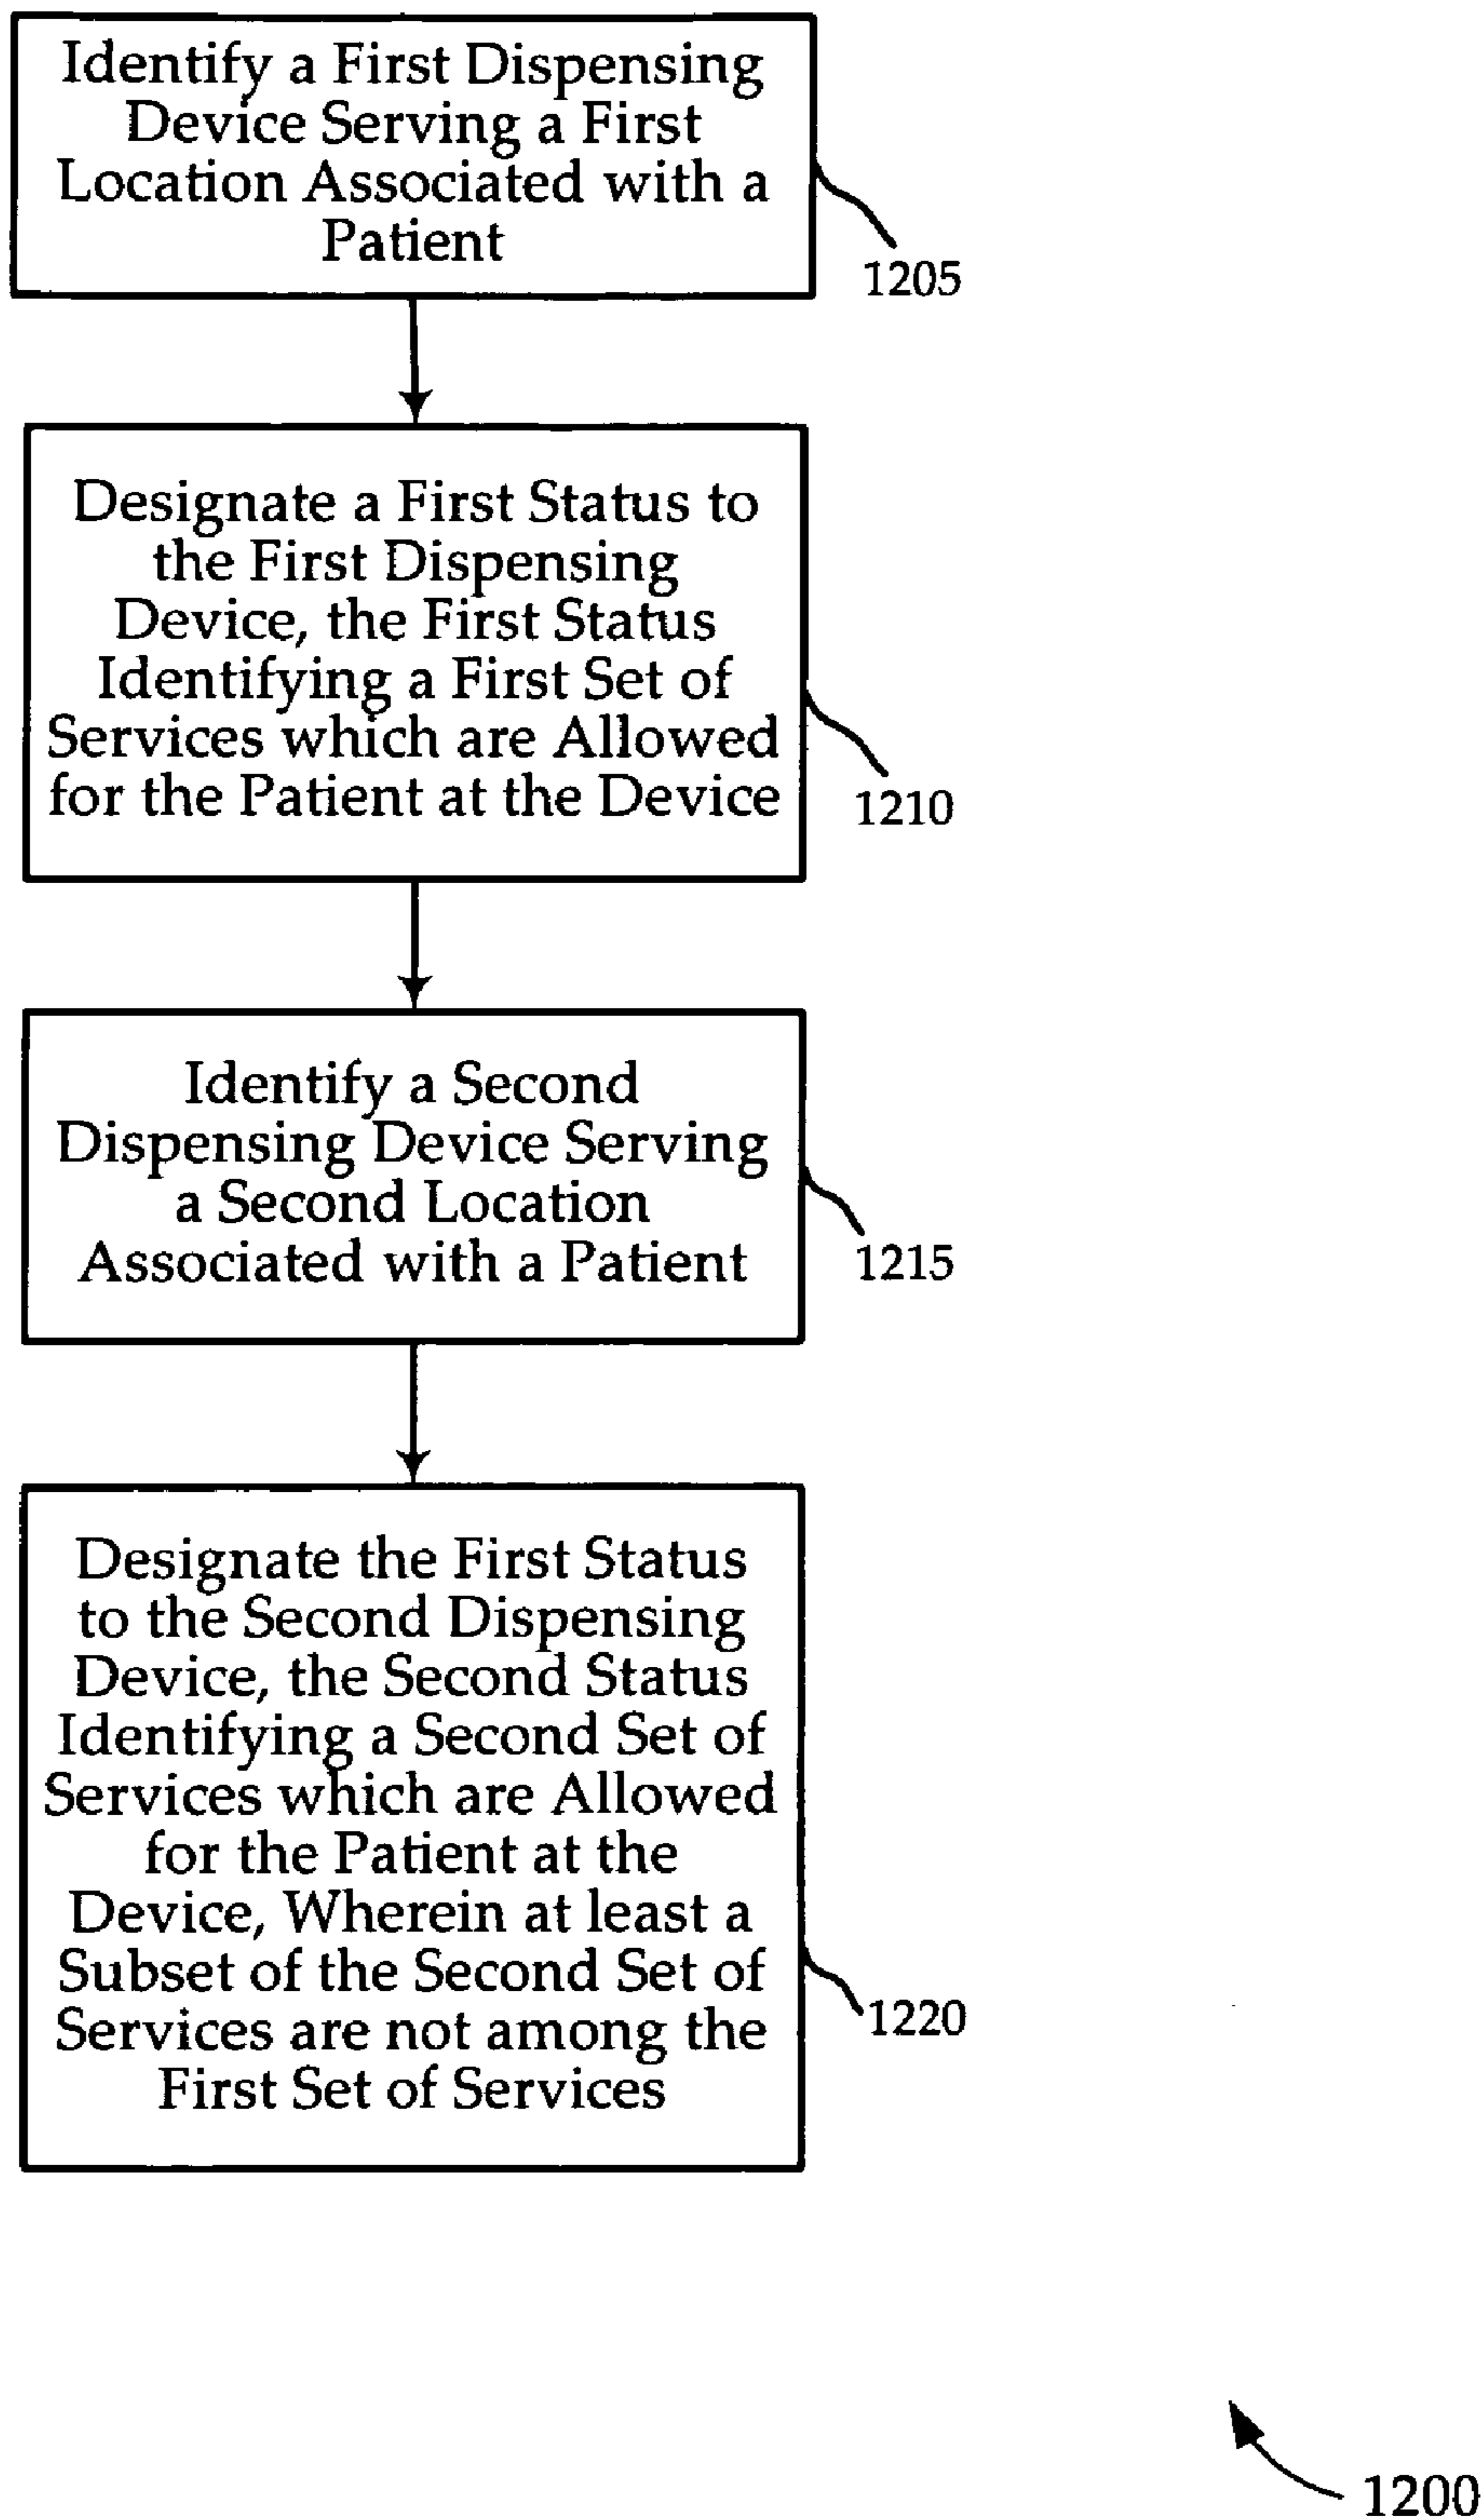 Identify a First Dispensing
Device Serving a First
Location Associated with a
Patient
1205
Designate a First Status to
the First Dispensing
Device, the First Status
Identifying a First Set of
Services which are Allowed
for the Patient at the Device
1210
Identify a Second
Dispensing Device Serving
a Second Location
Associated with a Patient
1215
Designate the First Status
to the Second Dispensing
Device, the Second Status
Identifying a Second Set of
Services which are Allowed
for the Patient at the
Device, Wherein at least a
Subset of the Second Set of
Services are not among the
First Set of Services
1220
1200